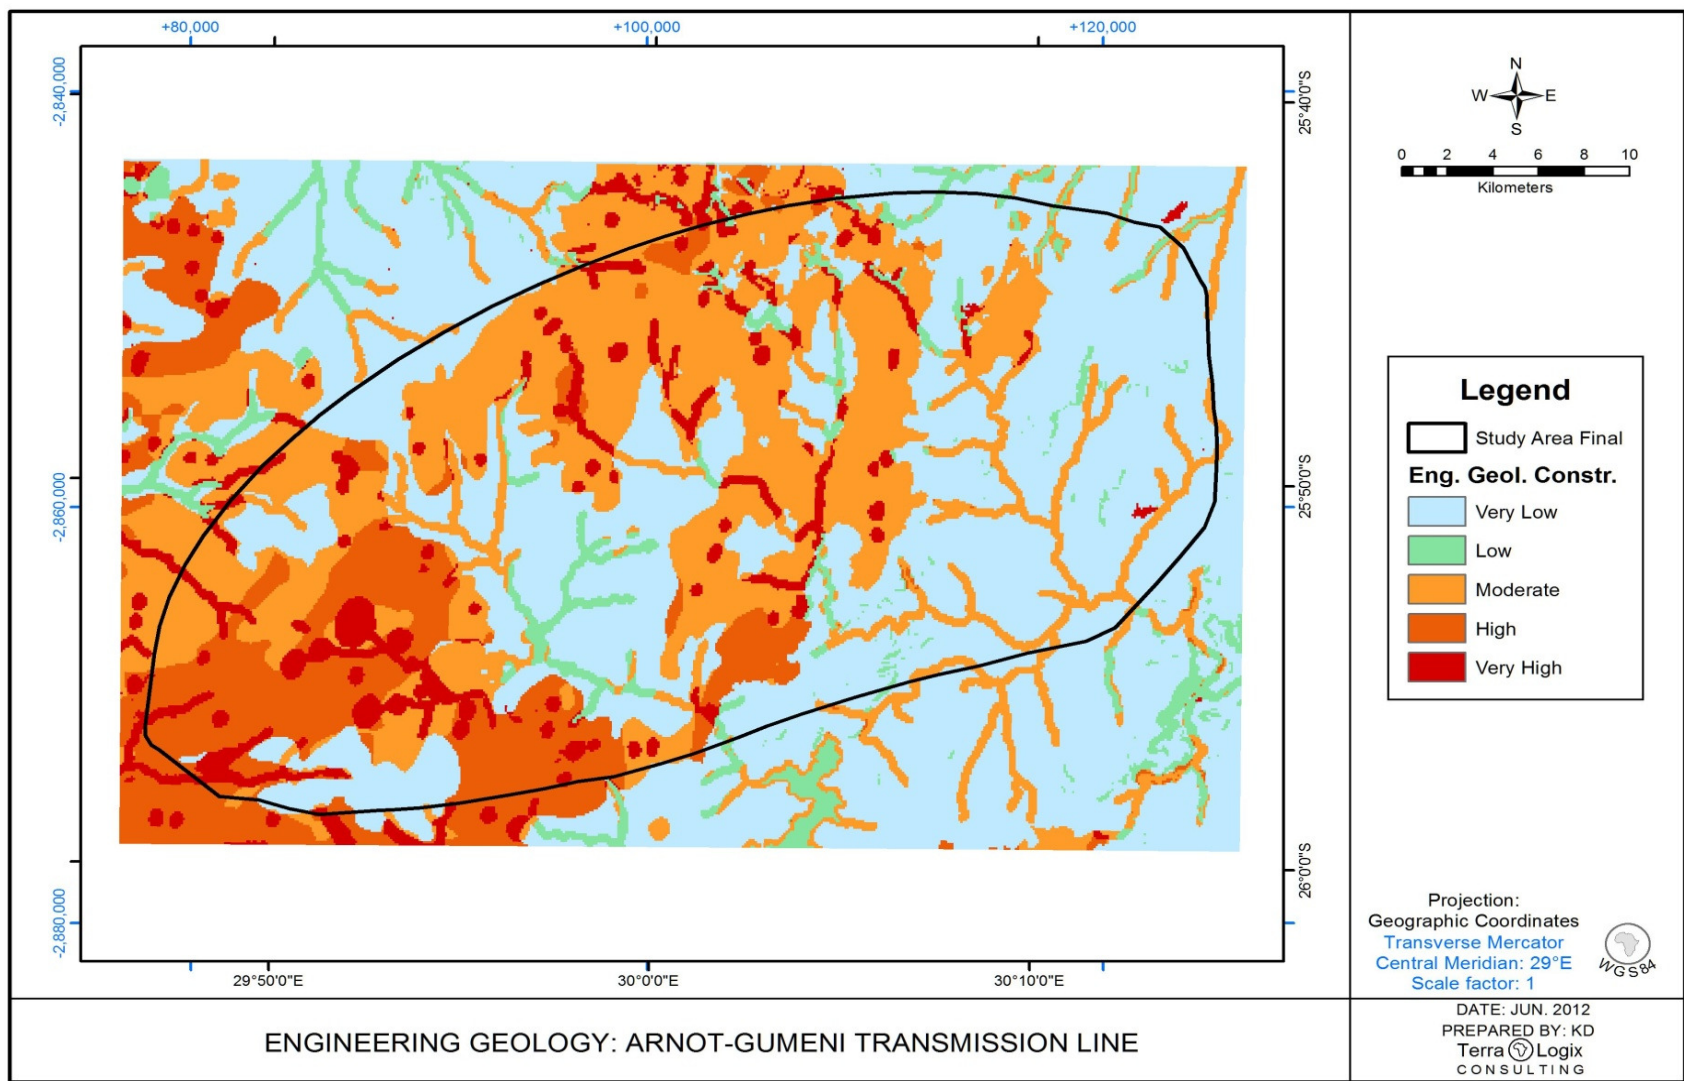 +80,000
+100,000
+120,000
-2,840,000
-2,860,000
-2,880,000
25°40'0"S
25°50'0"S
26°0'0"S
29°50'0"E
30°0'0"E
30°10'0"E
N
W E
S
0 2 4 6 8 10
Kilometers
Legend
Study Area Final
Eng. Geol. Constr.
Very Low
Low
Moderate
High
Very High
Projection:
Geographic Coordinates
Transverse Mercator
Central Meridian: 29°E
Scale factor: 1
WGS84
ENGINEERING GEOLOGY: ARNOT-GUMENI TRANSMISSION LINE
DATE: JUN. 2012
PREPARED BY: KD
Terra Logix
CONSULTING